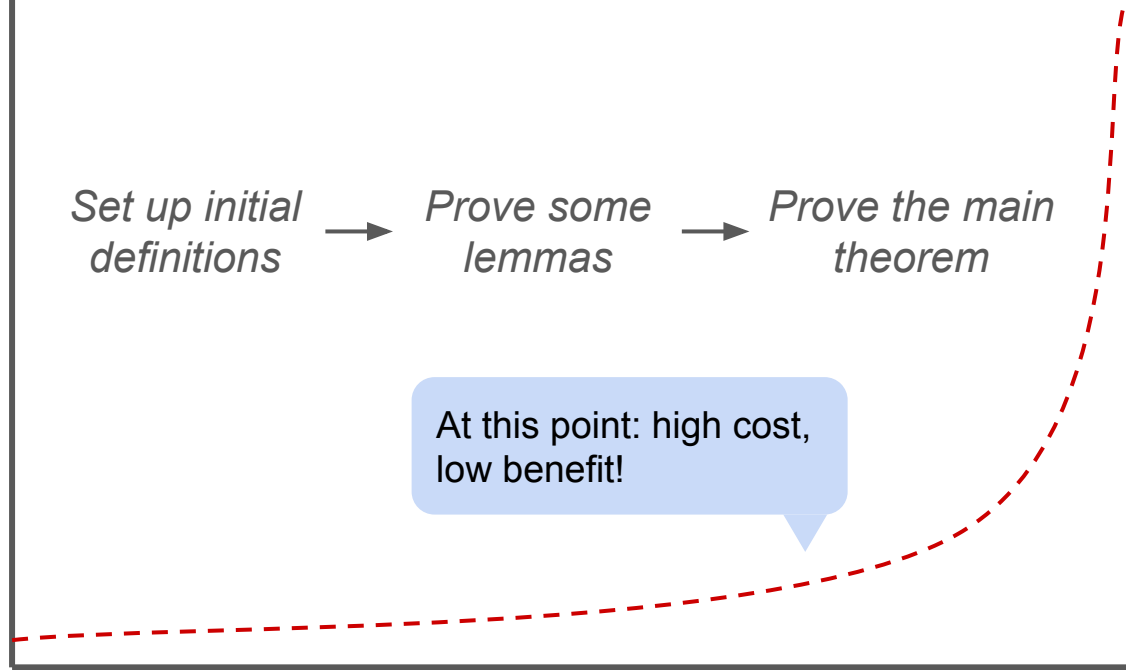 Set up initial
definitions
Prove some
lemmas
Prove the main
theorem
At this point: high cost,
low benefit!